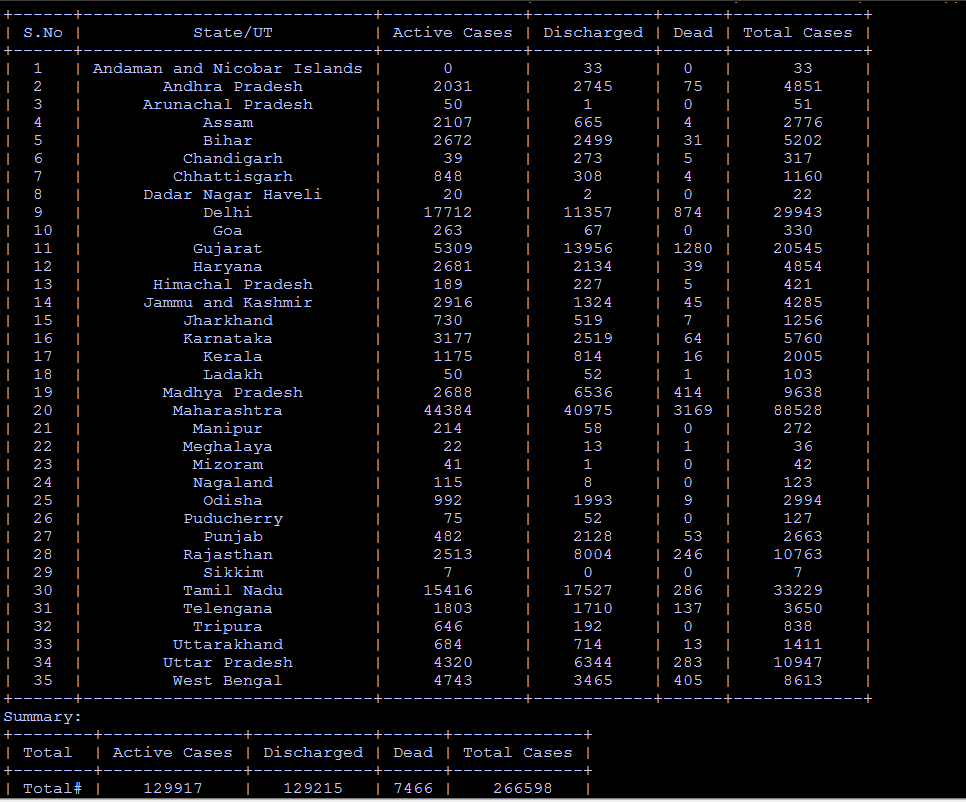 +------+-----------------------------+--------------+------------+------+-------------+
| S.No | State/UT | Active Cases | Discharged | Dead | Total Cases |
+------+-----------------------------+--------------+------------+------+-------------+
| 1 | Andaman and Nicobar Islands | 0 | 33 | 0 | 33 |
| 2 | Andhra Pradesh | 2031 | 2745 | 75 | 4851 |
| 3 | Arunachal Pradesh | 50 | 1 | 0 | 51 |
| 4 | Assam | 2107 | 665 | 4 | 2776 |
| 5 | Bihar | 2672 | 2499 | 31 | 5202 |
| 6 | Chandigarh | 39 | 273 | 5 | 317 |
| 7 | Chhattisgarh | 848 | 308 | 4 | 1160 |
| 8 | Dadar Nagar Haveli | 20 | 2 | 0 | 22 |
| 9 | Delhi | 17712 | 11357 | 874 | 29943 |
| 10 | Goa | 263 | 67 | 0 | 330 |
| 11 | Gujarat | 5309 | 13956 | 1280 | 20545 |
| 12 | Haryana | 2681 | 2134 | 39 | 4854 |
| 13 | Himachal Pradesh | 189 | 227 | 5 | 421 |
| 14 | Jammu and Kashmir | 2916 | 1324 | 45 | 4285 |
| 15 | Jharkhand | 730 | 519 | 7 | 1256 |
| 16 | Karnataka | 3177 | 2519 | 64 | 5760 |
| 17 | Kerala | 1175 | 814 | 16 | 2005 |
| 18 | Ladakh | 50 | 52 | 1 | 103 |
| 19 | Madhya Pradesh | 2688 | 6536 | 414 | 9638 |
| 20 | Maharashtra | 44384 | 40975 | 3169 | 88528 |
| 21 | Manipur | 214 | 58 | 0 | 272 |
| 22 | Meghalaya | 22 | 13 | 1 | 36 |
| 23 | Mizoram | 41 | 1 | 0 | 42 |
| 24 | Nagaland | 115 | 8 | 0 | 123 |
| 25 | Odisha | 992 | 1993 | 9 | 2994 |
| 26 | Puducherry | 75 | 52 | 0 | 127 |
| 27 | Punjab | 482 | 2128 | 53 | 2663 |
| 28 | Rajasthan | 2513 | 8004 | 246 | 10763 |
| 29 | Sikkim | 7 | 0 | 0 | 7 |
| 30 | Tamil Nadu | 15416 | 17527 | 286 | 33229 |
| 31 | Telengana | 1803 | 1710 | 137 | 3650 |
| 32 | Tripura | 646 | 192 | 0 | 838 |
| 33 | Uttarakhand | 684 | 714 | 13 | 1411 |
| 34 | Uttar Pradesh | 4320 | 6344 | 283 | 10947 |
| 35 | West Bengal | 4743 | 3465 | 405 | 8613 |
+------+-----------------------------+--------------+------------+------+-------------+
Summary:
+--------+--------------+------------+------+-------------+
| Total | Active Cases | Discharged | Dead | Total Cases |
+--------+--------------+------------+------+-------------+
| Total# | 129917 | 129215 | 7466 | 266598 |